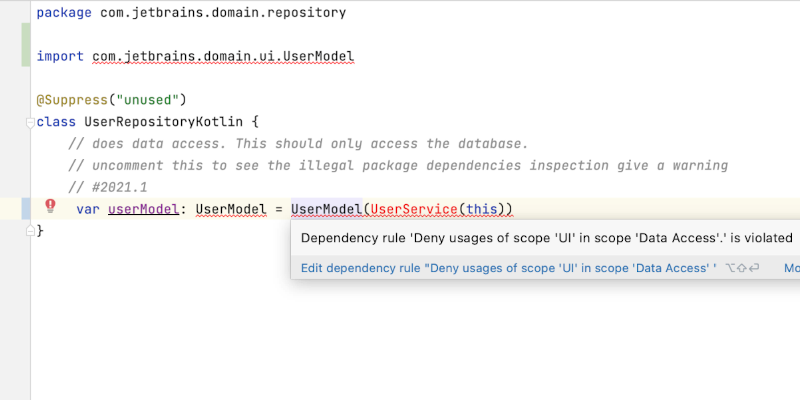 package com.jetbrains.domain.repository
import com.jetbrains.domain.ui.UserModel
@Suppress("unused")
class UserRepositoryKotlin {
// does data access. This should only access the database.
// uncomment this to see the illegal package dependencies inspection give a warning
// #2021.1
var userModel: UserModel = UserModel(UserService(this))
}
Dependency rule 'Deny usages of scope 'UI' in scope 'Data Access'.' is violated
Edit dependency rule "Deny usages of scope 'UI' in scope 'Data Access' ' ⌥⇧⏎ Mo